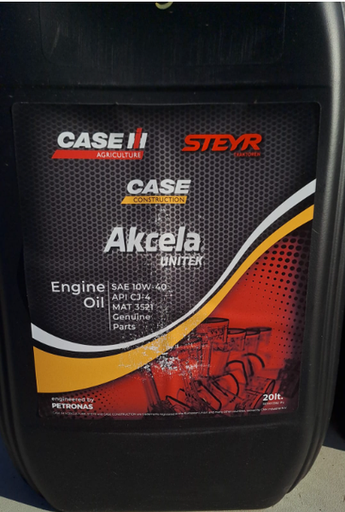 CASE IH
AGRICULTURE
STEYR
CASE
CONSTRUCTION
Akcela
UNITEK
Engine Oil
SAE 10W-40
API CJ-4
MAT 3521
Genuine
Parts
engineered by
PETRONAS
20lt.